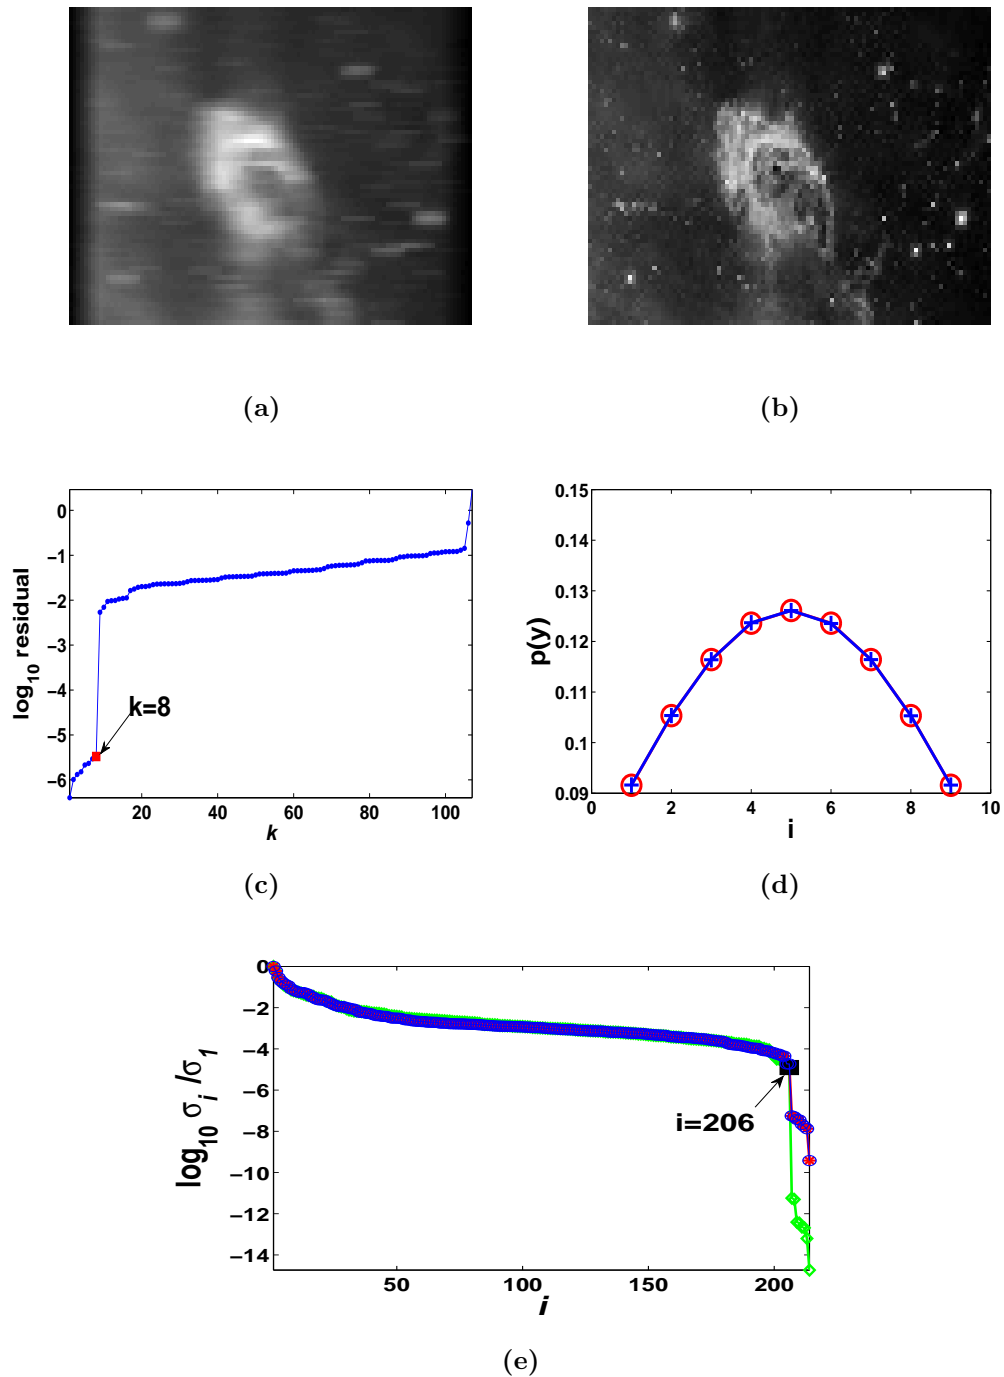 (a)
(b)
0
−1
−2
−3
−4
−5
−6
log10 residual
k=8
20
40
60
80
100
k
(c)
0.15
0.14
0.13
0.12
0.11
0.1
0.09
p(y)
0
2
4
6
8
10
i
(d)
0
−2
−4
−6
−8
−10
−12
−14
log10 σi /σ1
i=206
50
100
150
200
i
(e)